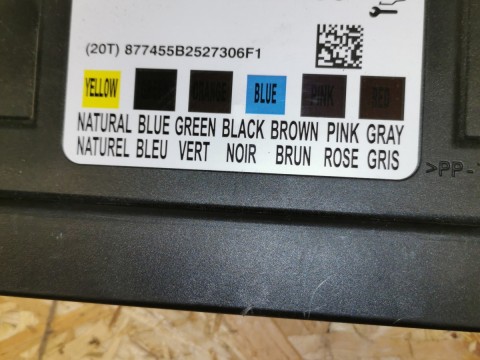 (20T) 877455B2527306F1
YELLOW ORANGE BLUE PINK RED
NATURAL BLUE GREEN BLACK BROWN PINK GRAY
NATUREL BLEU VERT NOIR BRUN ROSE GRIS
>PP-